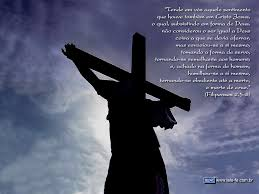 "Tende em vós aquele sentimento
que houve também em Cristo Jesus,
o qual, subsistindo em forma de Deus,
não considerou o ser igual a Deus
coisa a que se devia aferrar,
mas esvaziou-se a si mesmo,
tomando a forma de servo,
tornando-se semelhante aos homens;
e, achado na forma de homem,
humilhou-se a si mesmo,
tornando-se obediente até a morte,
e morte de cruz."
(Filipenses 2.5-8)